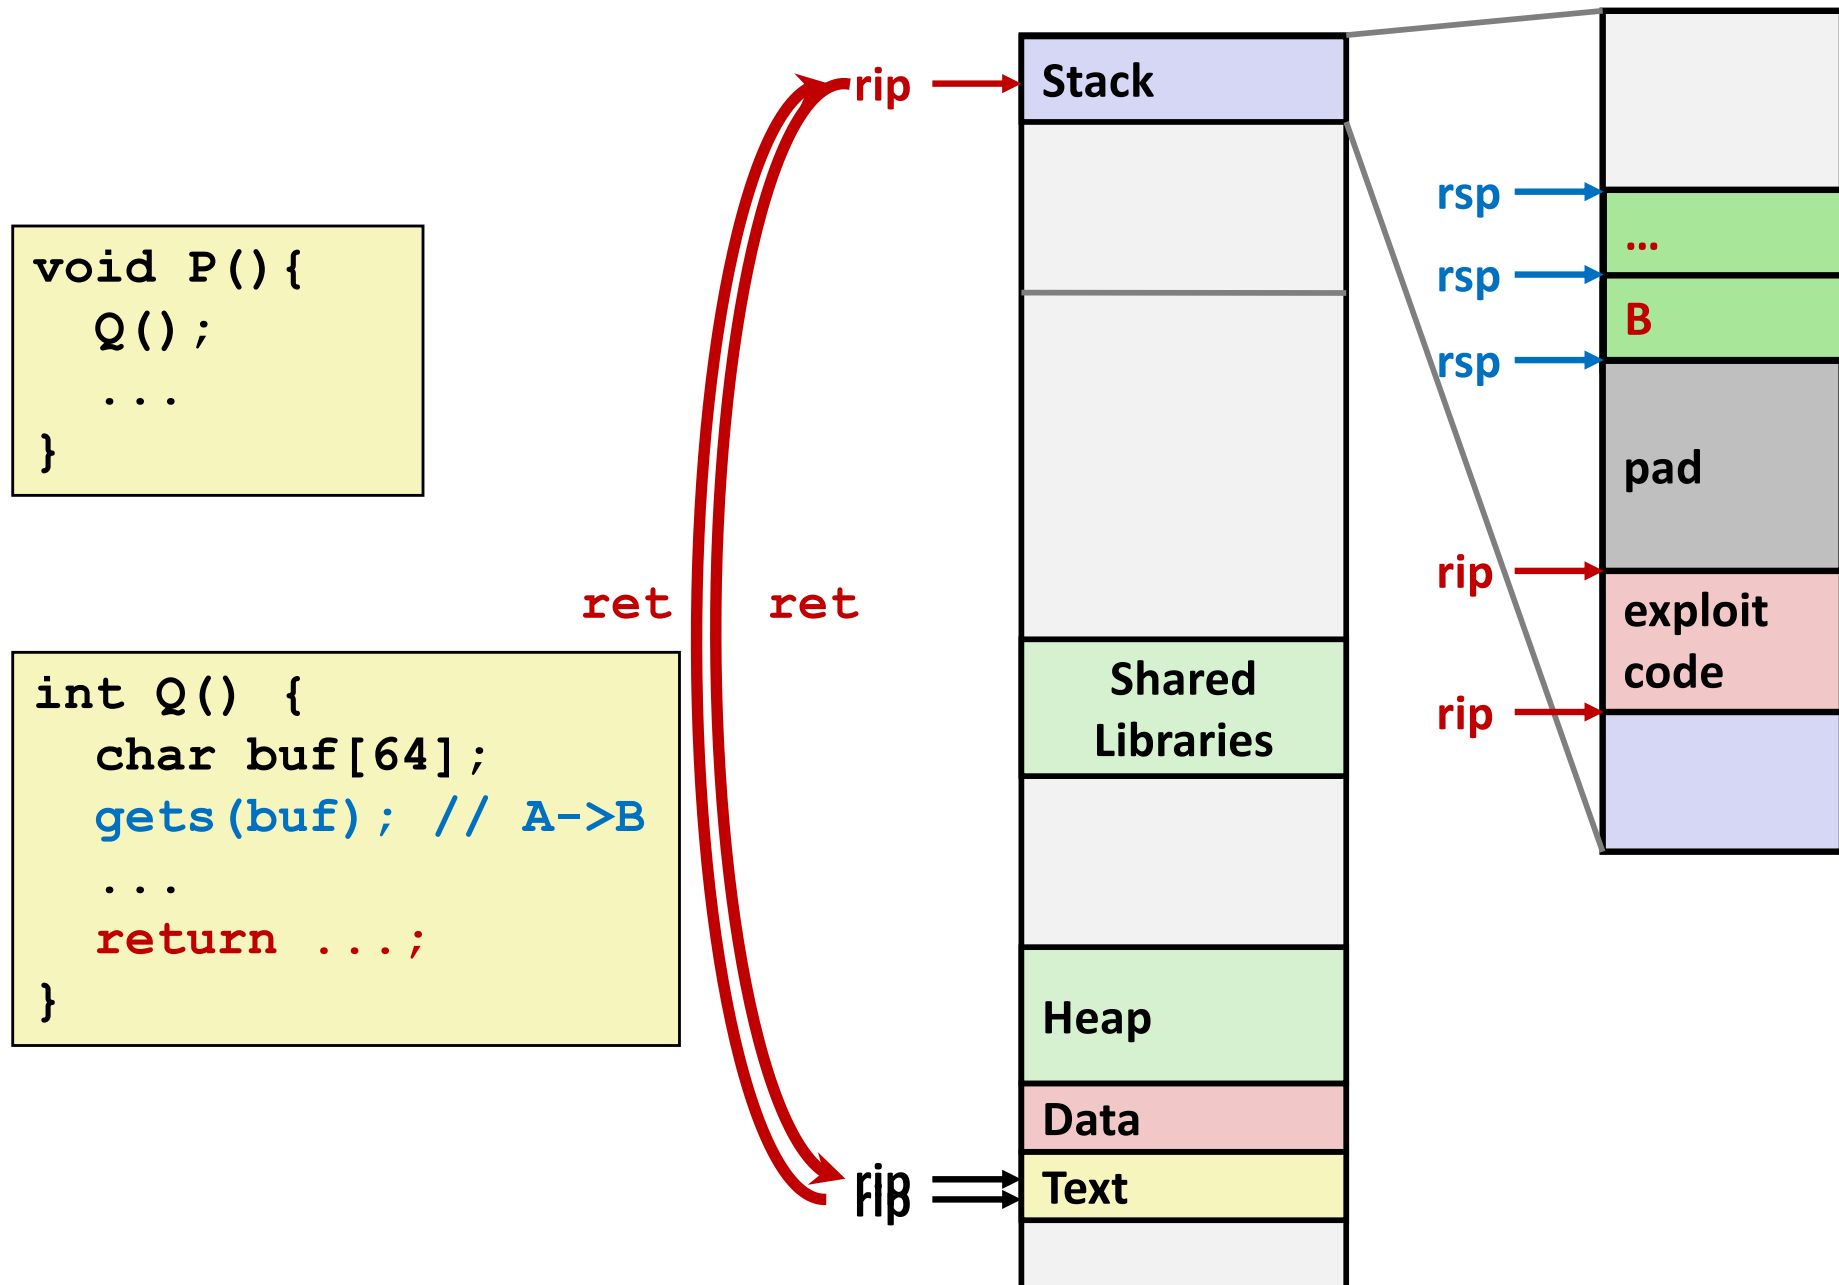 void P(){
Q();
...
}
int Q() {
char buf[64];
gets(buf); // A->B
...
return ...;
}
ret
ret
rip
rip
rip
Stack
Shared
Libraries
Heap
Data
Text
rsp
rsp
rsp
rip
rip
...
B
pad
exploit
code